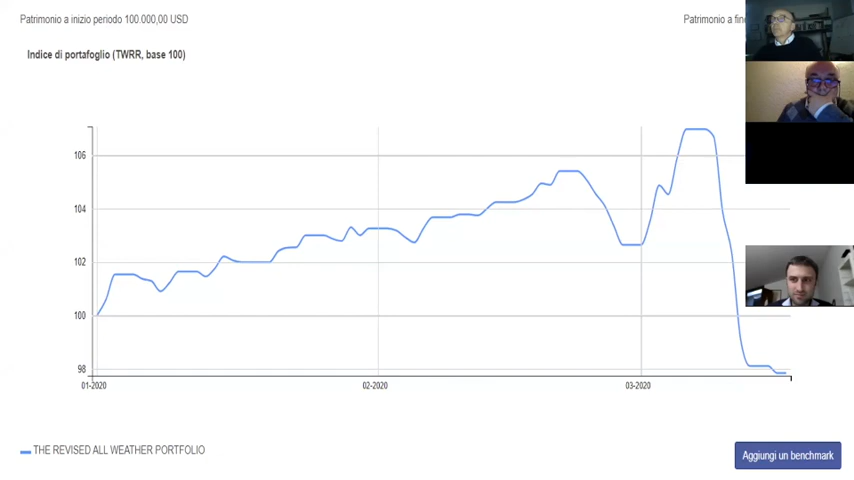 Patrimonio a inizio periodo 100.000,00 USD
Patrimonio a
Indice di portafoglio (TWRR, base 100)
106
104
102
100
98
01-2020
02-2020
03-2020
THE REVISED ALL WEATHER PORTFOLIO
Aggiungi un benchmark